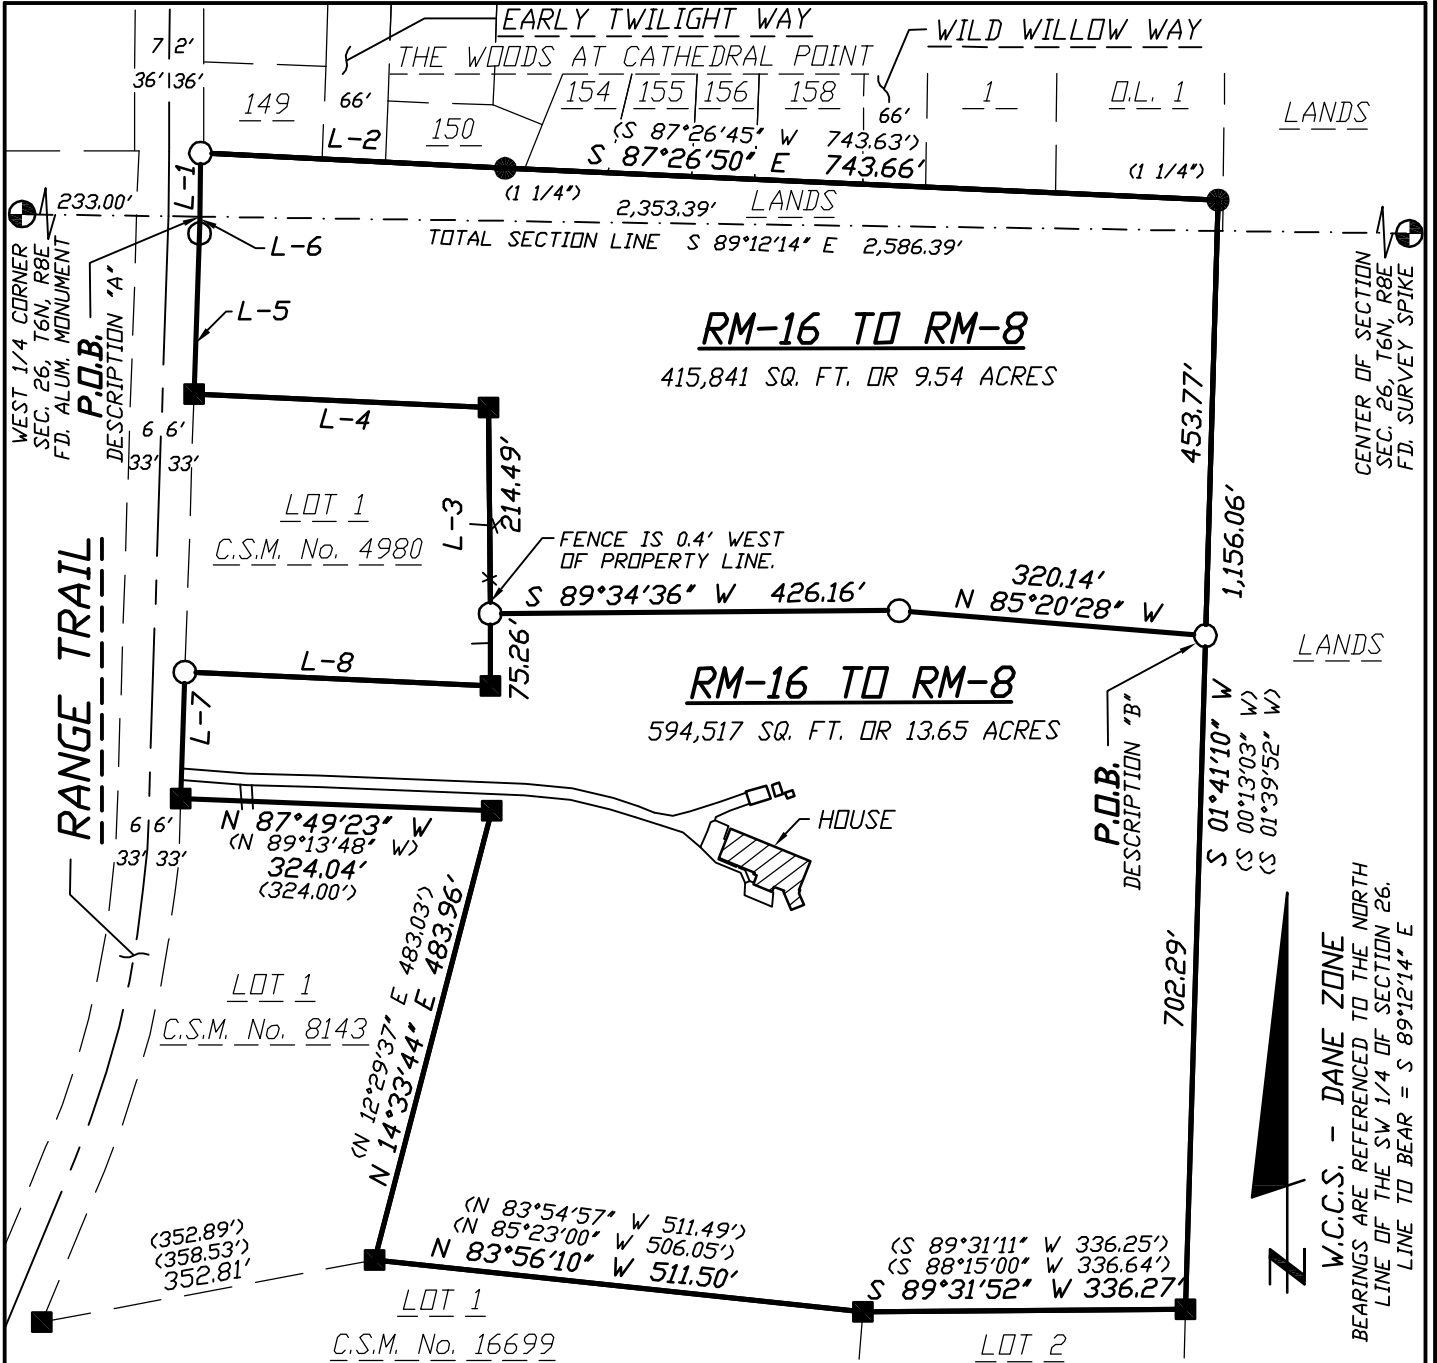 EARLY TWILIGHT WAY
WILD WILLOW WAY
THE WOODS AT CATHEDRAL POINT
7 2'
36' 36'
149
66'
150
154
155
156
158
66'
1
O.L. 1
LANDS
L-2
(S 87°26'45" W 743.63')
S 87°26'50" E 743.66'
(1 1/4")
(1 1/4")
L-1
233.00'
2,353.39'
LANDS
TOTAL SECTION LINE S 89°12'14" E 2,586.39'
L-6
L-5
WEST 1/4 CORNER
SEC. 26, T6N, R8E
FD. ALUM. MONUMENT
P.O.B.
DESCRIPTION "A"
CENTER OF SECTION
SEC. 26, T6N, R8E
FD. SURVEY SPIKE
RM-16 TO RM-8
415,841 SQ. FT. OR 9.54 ACRES
453.77'
1,156.06'
L-4
6 6'
33' 33'
LOT 1
C.S.M. No. 4980
L-3
214.49'
FENCE IS 0.4' WEST
OF PROPERTY LINE.
S 89°34'36" W 426.16'
320.14'
N 85°20'28" W
75.26'
L-8
L-7
RANGE TRAIL
LANDS
RM-16 TO RM-8
594,517 SQ. FT. OR 13.65 ACRES
P.O.B.
DESCRIPTION "B"
S 01°41'10" W
(S 00°13'03" W)
(S 01°39'52" W)
HOUSE
6 6'
33' 33'
N 87°49'23" W
(N 89°13'48" W)
324.04'
(324.00')
(N 12°29'37" E 483.03')
N 14°33'44" E 483.96'
702.29'
LOT 1
C.S.M. No. 8143
W.C.C.S. - DANE ZONE
BEARINGS ARE REFERENCED TO THE NORTH
LINE OF THE SW 1/4 OF SECTION 26.
LINE TO BEAR = S 89°12'14" E
N
(352.89')
(358.53')
352.81'
(N 83°54'57" W 511.49')
(N 85°23'00" W 506.05')
N 83°56'10" W 511.50'
(S 89°31'11" W 336.25')
(S 88°15'00" W 336.64')
S 89°31'52" W 336.27'
LOT 1
C.S.M. No. 16699
LOT 2